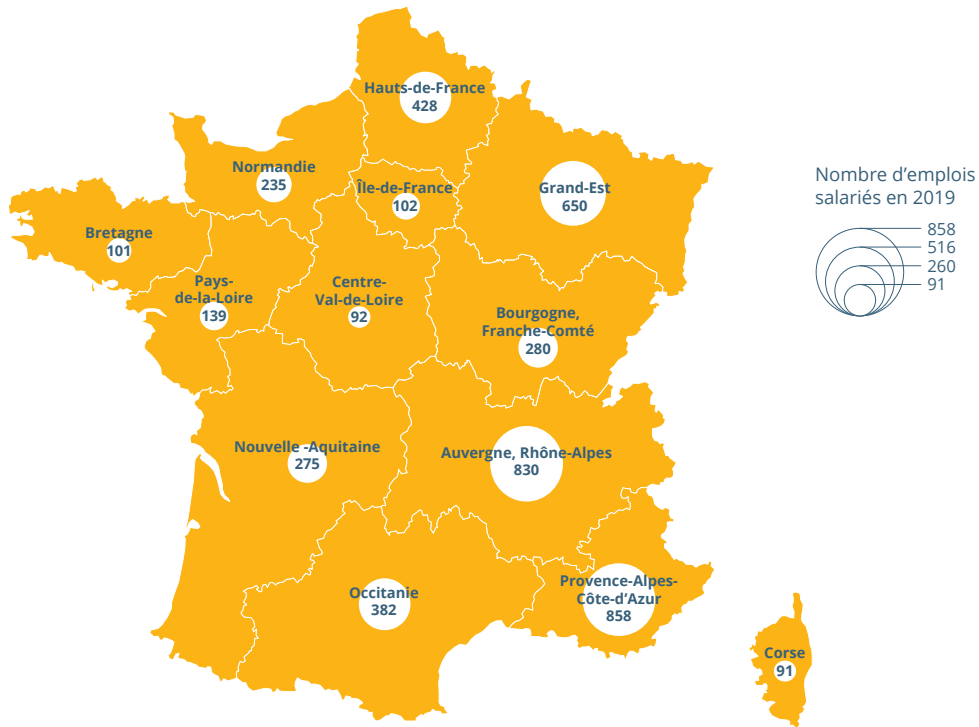 Hauts-de-France
428
Normandie
235
Île-de-France
102
Grand-Est
650
Bretagne
101
Pays-
de-la-Loire
139
Centre-
Val-de-Loire
92
Bourgogne,
Franche-Comté
280
Nouvelle -Aquitaine
275
Auvergne, Rhône-Alpes
830
Occitanie
382
Provence-Alpes-
Côte-d’Azur
858
Corse
91
Nombre d’emplois
salariés en 2019
858
516
260
91